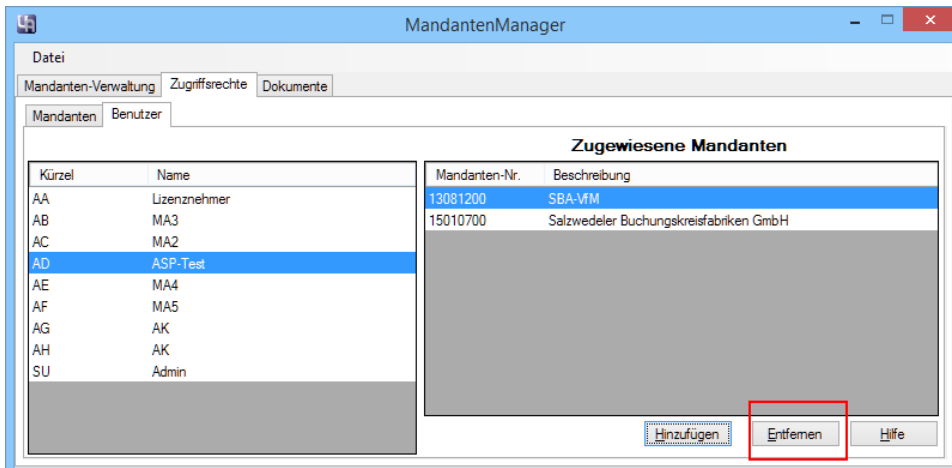 MandantenManager
Datei
Mandanten-Verwaltung Zugriffsrechte Dokumente
Mandanten Benutzer
Zugewiesene Mandanten
Kürzel Name Mandanten-Nr. Beschreibung
AA Lizenznehmer 13081200 SBA-VfM
AB MA3 15010700 Salzwedeler Buchungskreisfabriken GmbH
AC MA2
AD ASP-Test
AE MA4
AF MA5
AG AK
AH AK
SU Admin
Hinzufügen Entfernen Hilfe